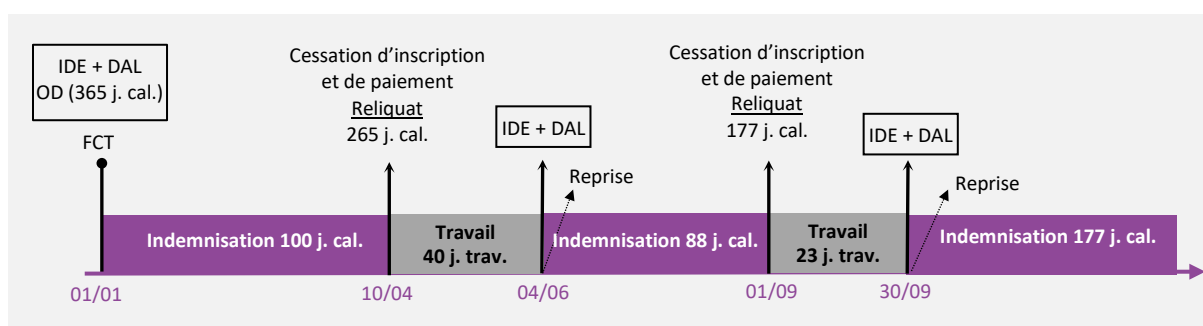 IDE + DAL
OD (365 j. cal.)
FCT
Cessation d’inscription
et de paiement
Reliquat
265 j. cal.
IDE + DAL
Reprise
Cessation d’inscription
et de paiement
Reliquat
177 j. cal.
IDE + DAL
Reprise
Indemnisation 100 j. cal.
Travail
40 j. trav.
Indemnisation 88 j. cal.
Travail
23 j. trav.
Indemnisation 177 j. cal.
01/01
10/04
04/06
01/09
30/09